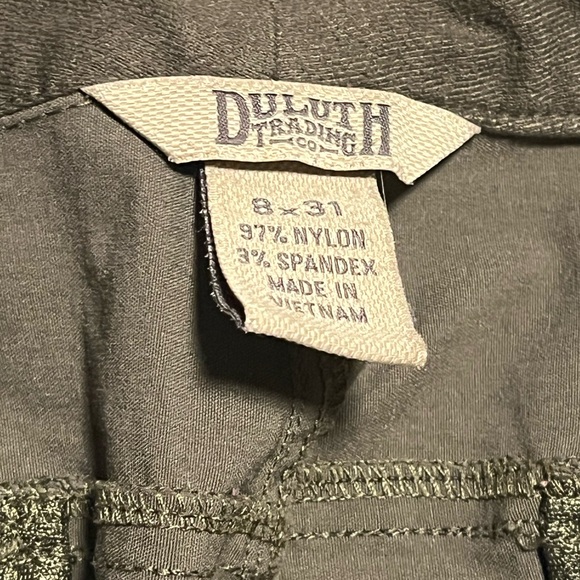 DULUTH
TRADING
CO
8 x 31
97% NYLON
3% SPANDEX
MADE IN
VIETNAM